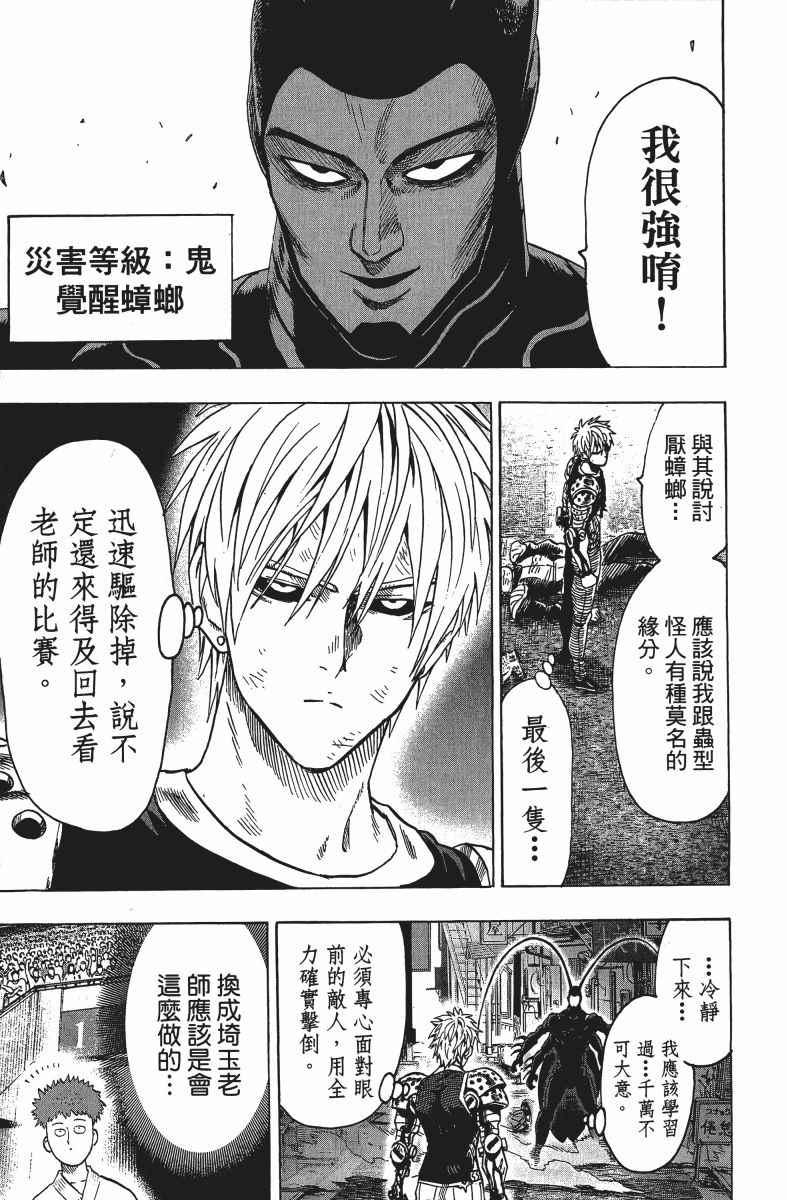 我很強唷！
災害等級：鬼
覺醒蟑螂
與其說討
厭蟑螂…
應該說我跟蟲型
怪人有種莫名的
緣分。
最後一隻…
迅速驅除掉，說不
定還來得及回去看
老師的比賽。
…冷靜
下來…
我應該學習
過…千萬不
可大意。
必須專心面對眼
前的敵人，用全
力確實擊倒。
換成埼玉老
師應該是會
這麼做的…
1